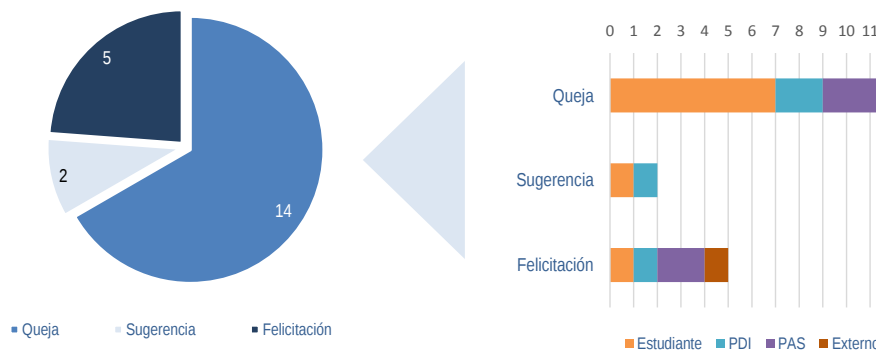 0 1 2 3 4 5 6 7 8 9 10 11
5
2
14
Queja
Sugerencia
Felicitación
Queja Sugerencia Felicitación
Estudiante PDI PAS Externo